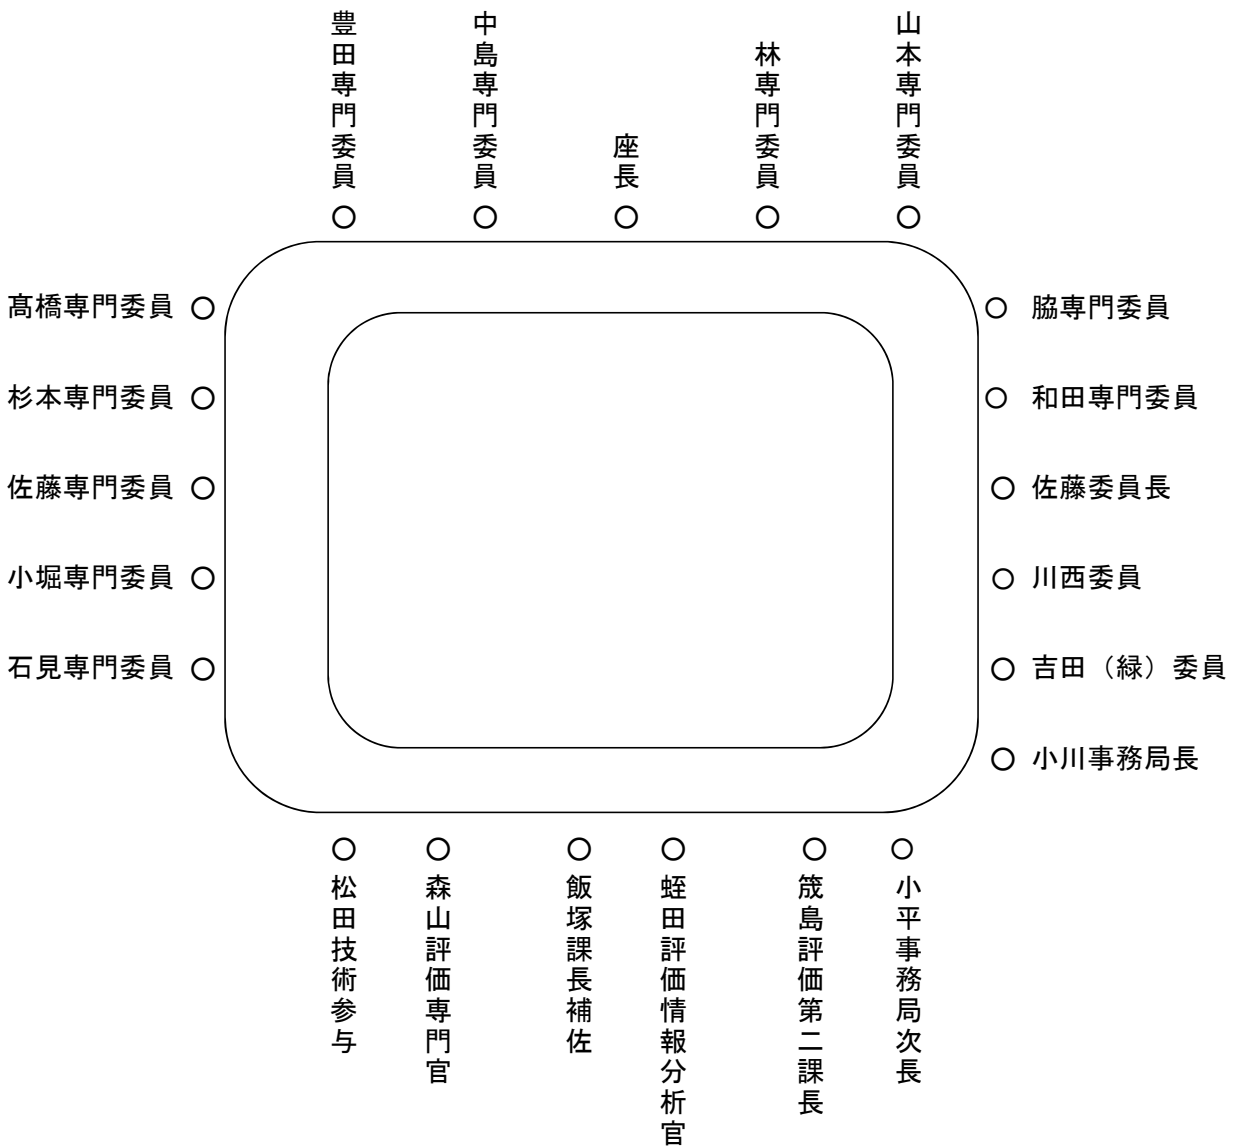 豊田専門委員
中島専門委員
座長
林専門委員
山本専門委員
髙橋専門委員
杉本専門委員
佐藤専門委員
小堀専門委員
石見専門委員
脇専門委員
和田専門委員
佐藤委員長
川西委員
吉田（緑）委員
小川事務局長
松田技術参与
森山評価専門官
飯塚課長補佐
蛭田評価情報分析官
筬島評価第二課長
小平事務局次長